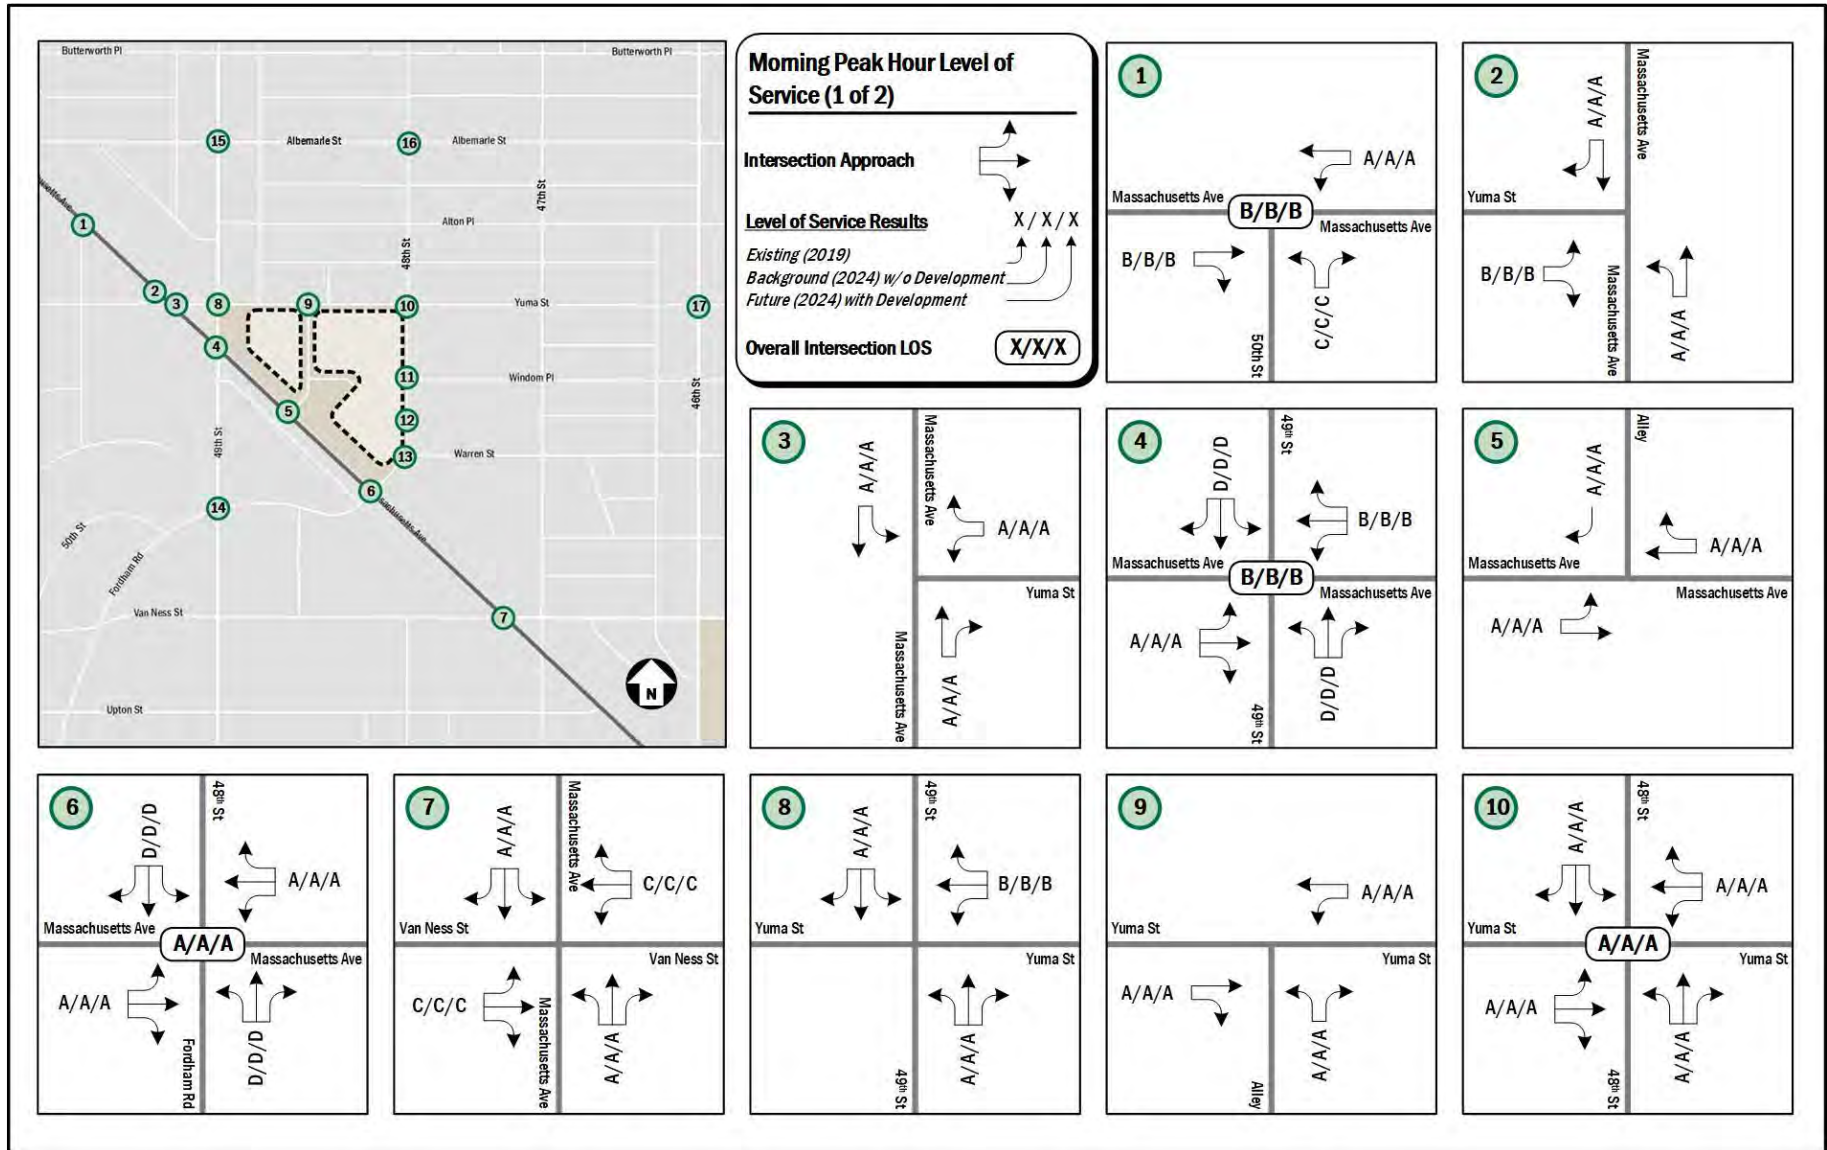 Butterworth Pl
Butterworth Pl
15
Albemarle St
16
Albemarle St
47th St
1
Alton Pl
48th St
2
3
8
9
10
Yuma St
17
4
11
Windom Pl
46th St
5
12
49th St
13
Warren St
6
14
50th St
Fordham Rd
Van Ness St
7
N
Upton St
Morning Peak Hour Level of
Service (1 of 2)
Intersection Approach
Level of Service Results
X / X / X
Existing (2019)
Background (2024) w/o Development
Future (2024) with Development
Overall Intersection LOS
X/X/X
1
A/A/A
Massachusetts Ave
B/B/B
Massachusetts Ave
B/B/B
C/C/C
50th St
2
A/A/A
Massachusetts Ave
Yuma St
B/B/B
Massachusetts Ave
A/A/A
3
A/A/A
Massachusetts Ave
A/A/A
Yuma St
Massachusetts Ave
A/A/A
4
D/D/D
49th St
B/B/B
Massachusetts Ave
B/B/B
Massachusetts Ave
A/A/A
49th St
D/D/D
5
A/A/A
Alley
A/A/A
Massachusetts Ave
Massachusetts Ave
A/A/A
6
D/D/D
48th St
A/A/A
Massachusetts Ave
A/A/A
Massachusetts Ave
A/A/A
Fordham Rd
D/D/D
7
A/A/A
Massachusetts Ave
C/C/C
Van Ness St
Van Ness St
C/C/C
Massachusetts Ave
A/A/A
8
A/A/A
49th St
B/B/B
Yuma St
Yuma St
49th St
A/A/A
9
A/A/A
Yuma St
Yuma St
A/A/A
Alley
A/A/A
10
A/A/A
48th St
A/A/A
Yuma St
A/A/A
Yuma St
A/A/A
48th St
A/A/A